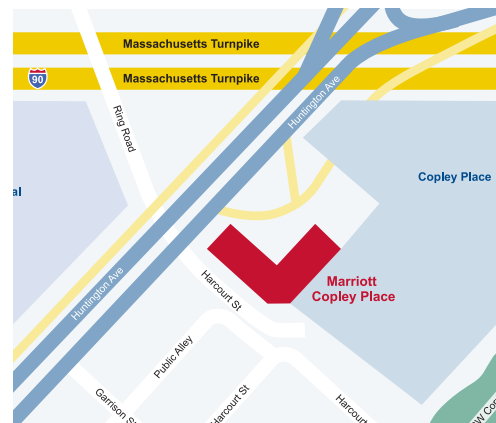 Massachusetts Turnpike
90
Massachusetts Turnpike
Huntington Ave
Ring Road
Copley Place
al
Marriott
Copley Place
Huntington Ave
Harcourt St
Public Alley
Garrison S
Harcourt St
Harcourt
W Cop